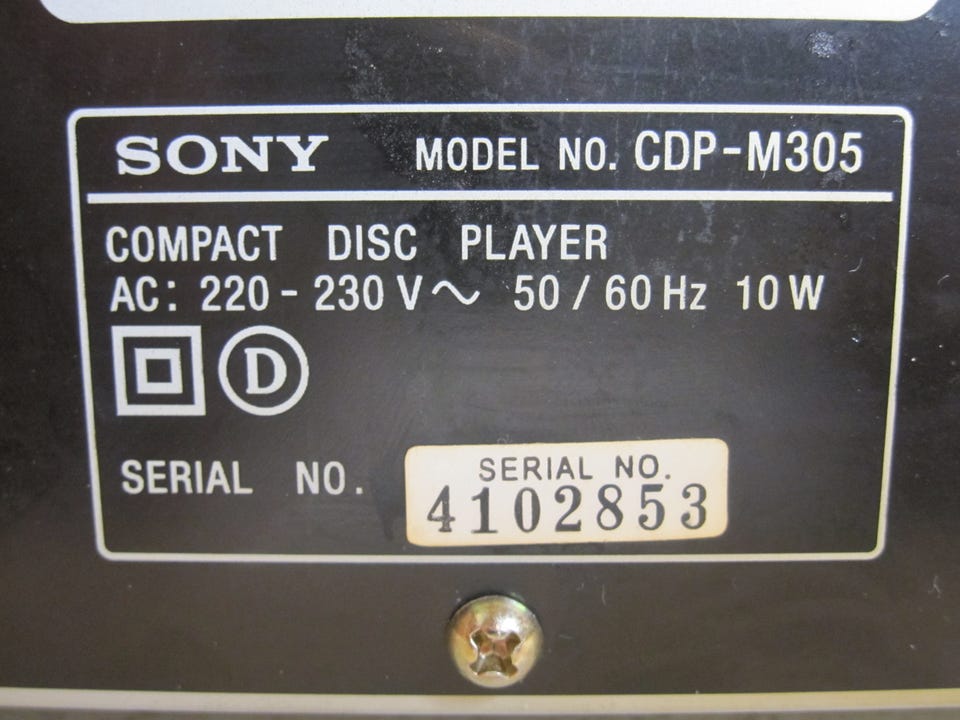 SONY MODEL NO. CDP-M305
COMPACT DISC PLAYER
AC: 220 - 230 V～ 50 / 60 Hz 10 W
D
SERIAL NO.
SERIAL NO.
4102853